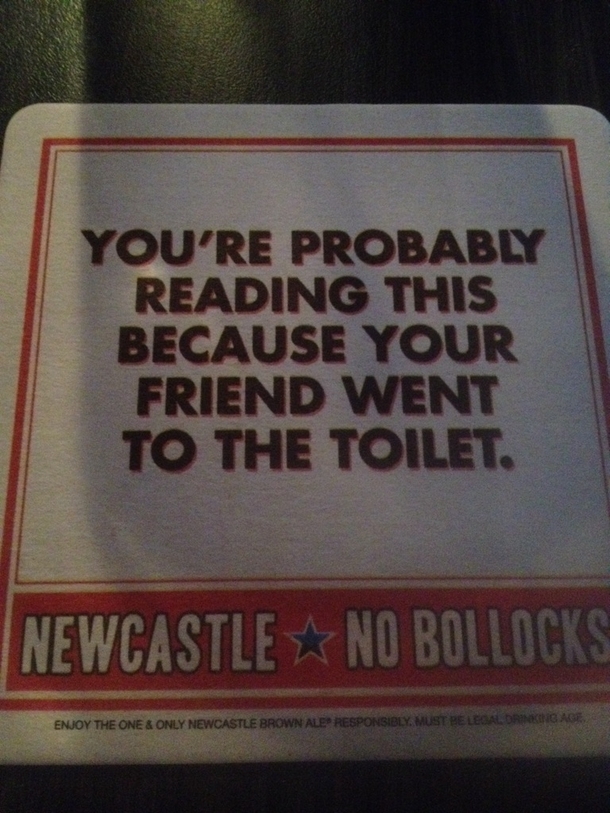 YOU'RE PROBABLY
READING THIS
BECAUSE YOUR
FRIEND WENT
TO THE TOILET.
NEWCASTLE NO BOLLOCKS
ENJOY THE ONE & ONLY NEWCASTLE BROWN ALE® RESPONSIBLY. MUST BE LEGAL DRINKING AGE.